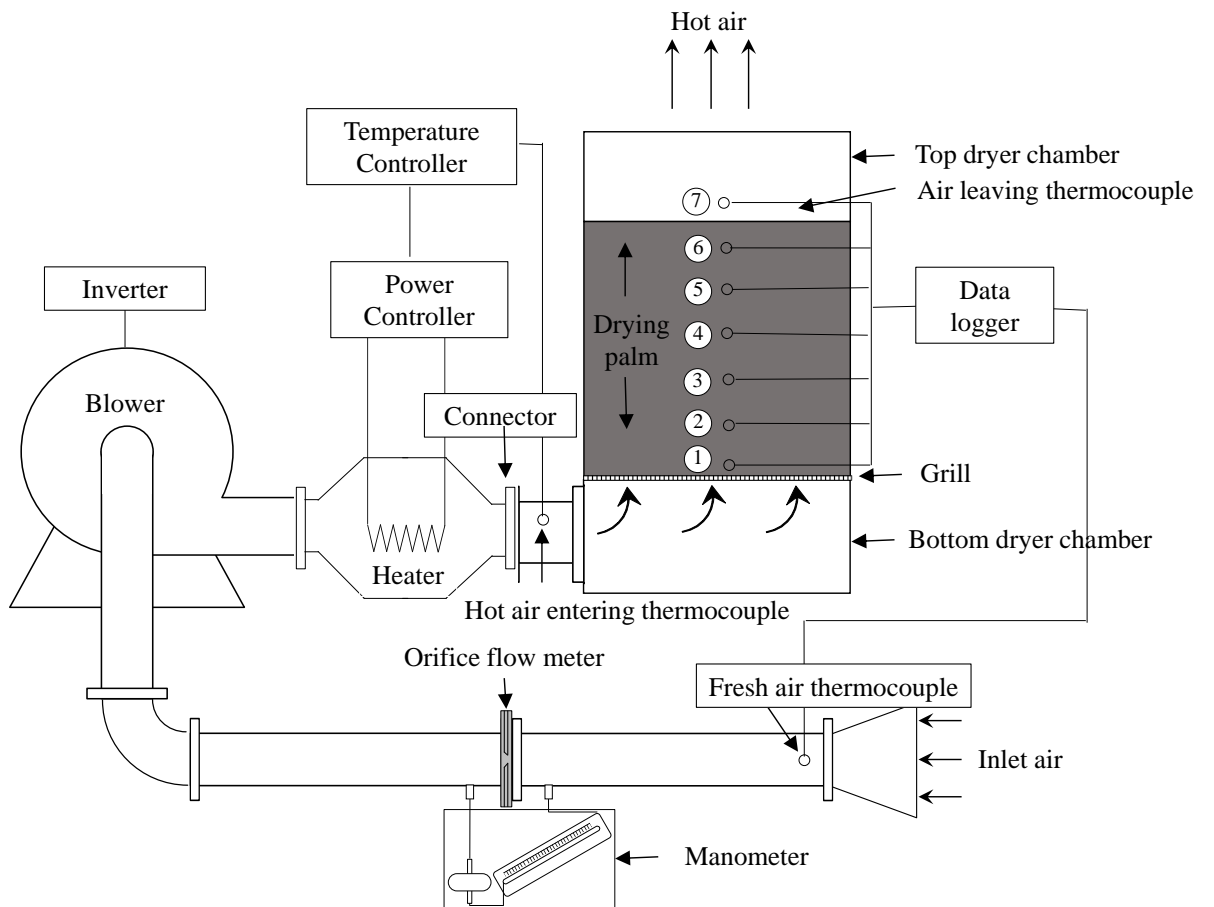 Hot air
Temperature
Controller
Top dryer chamber
Air leaving thermocouple
7
6
5
4
3
2
1
Drying
palm
Inverter
Power
Controller
Data
logger
Blower
Connector
Grill
Heater
Bottom dryer chamber
Hot air entering thermocouple
Orifice flow meter
Fresh air thermocouple
Inlet air
Manometer